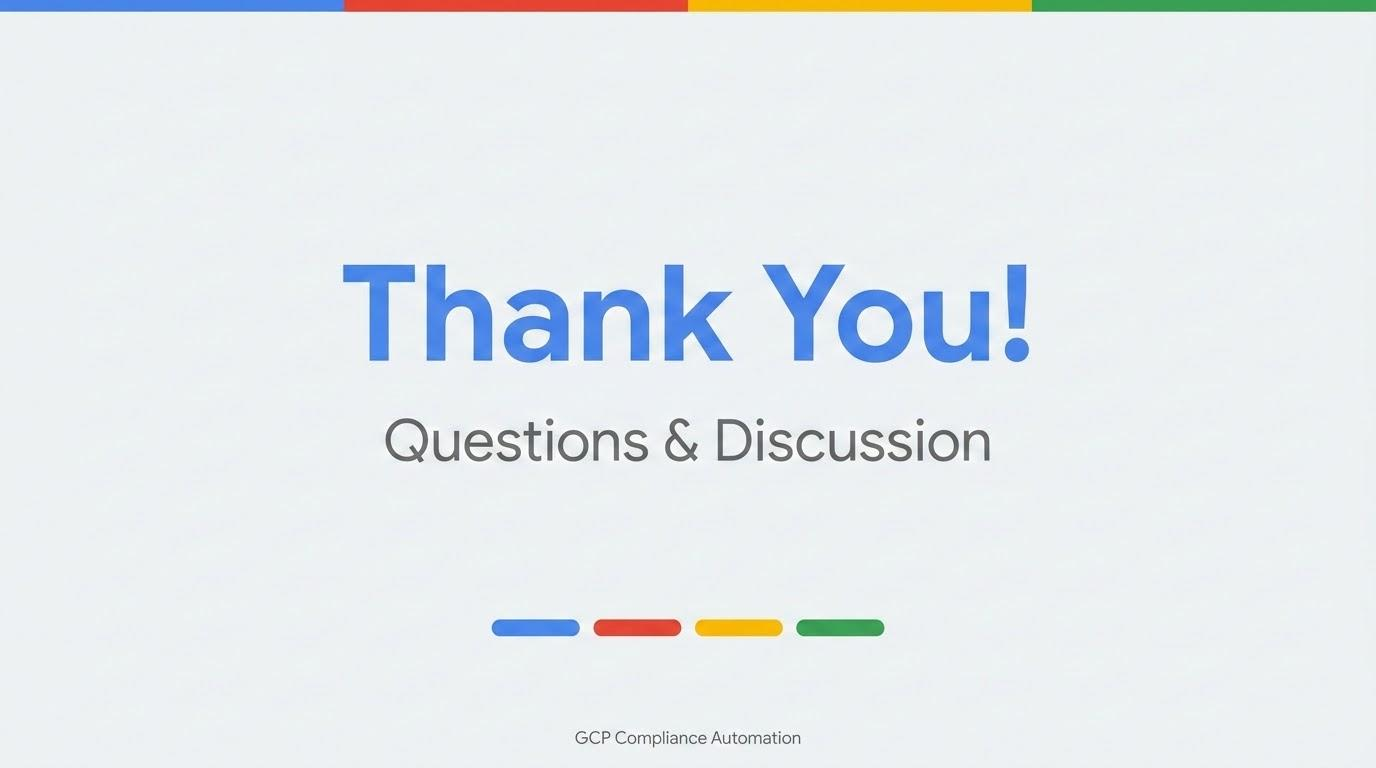 Thank You!
Questions & Discussion
GCP Compliance Automation